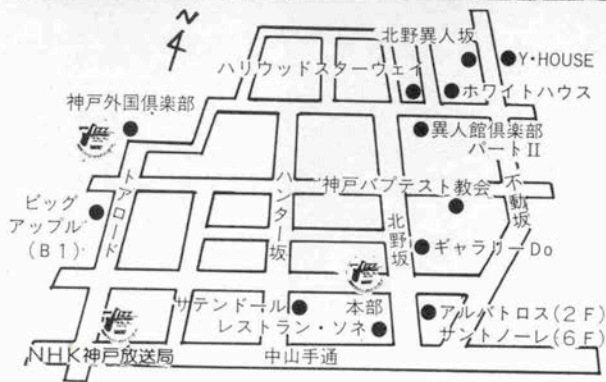 N
北野異人坂
ハリウッドスターウェイ
Y・HOUSE
ホワイトハウス
神戸外国倶楽部
異人館倶楽部
パートII
神戸バプテスト教会
トアロード
ハンター坂
北野坂
不動坂
ビッグ
アップル
(B1)
ギャラリーDo
サテンドール
本部
アルバトロス(2F)
レストラン・ソネ
サントノーレ(6F)
NHK神戸放送局
中山手通